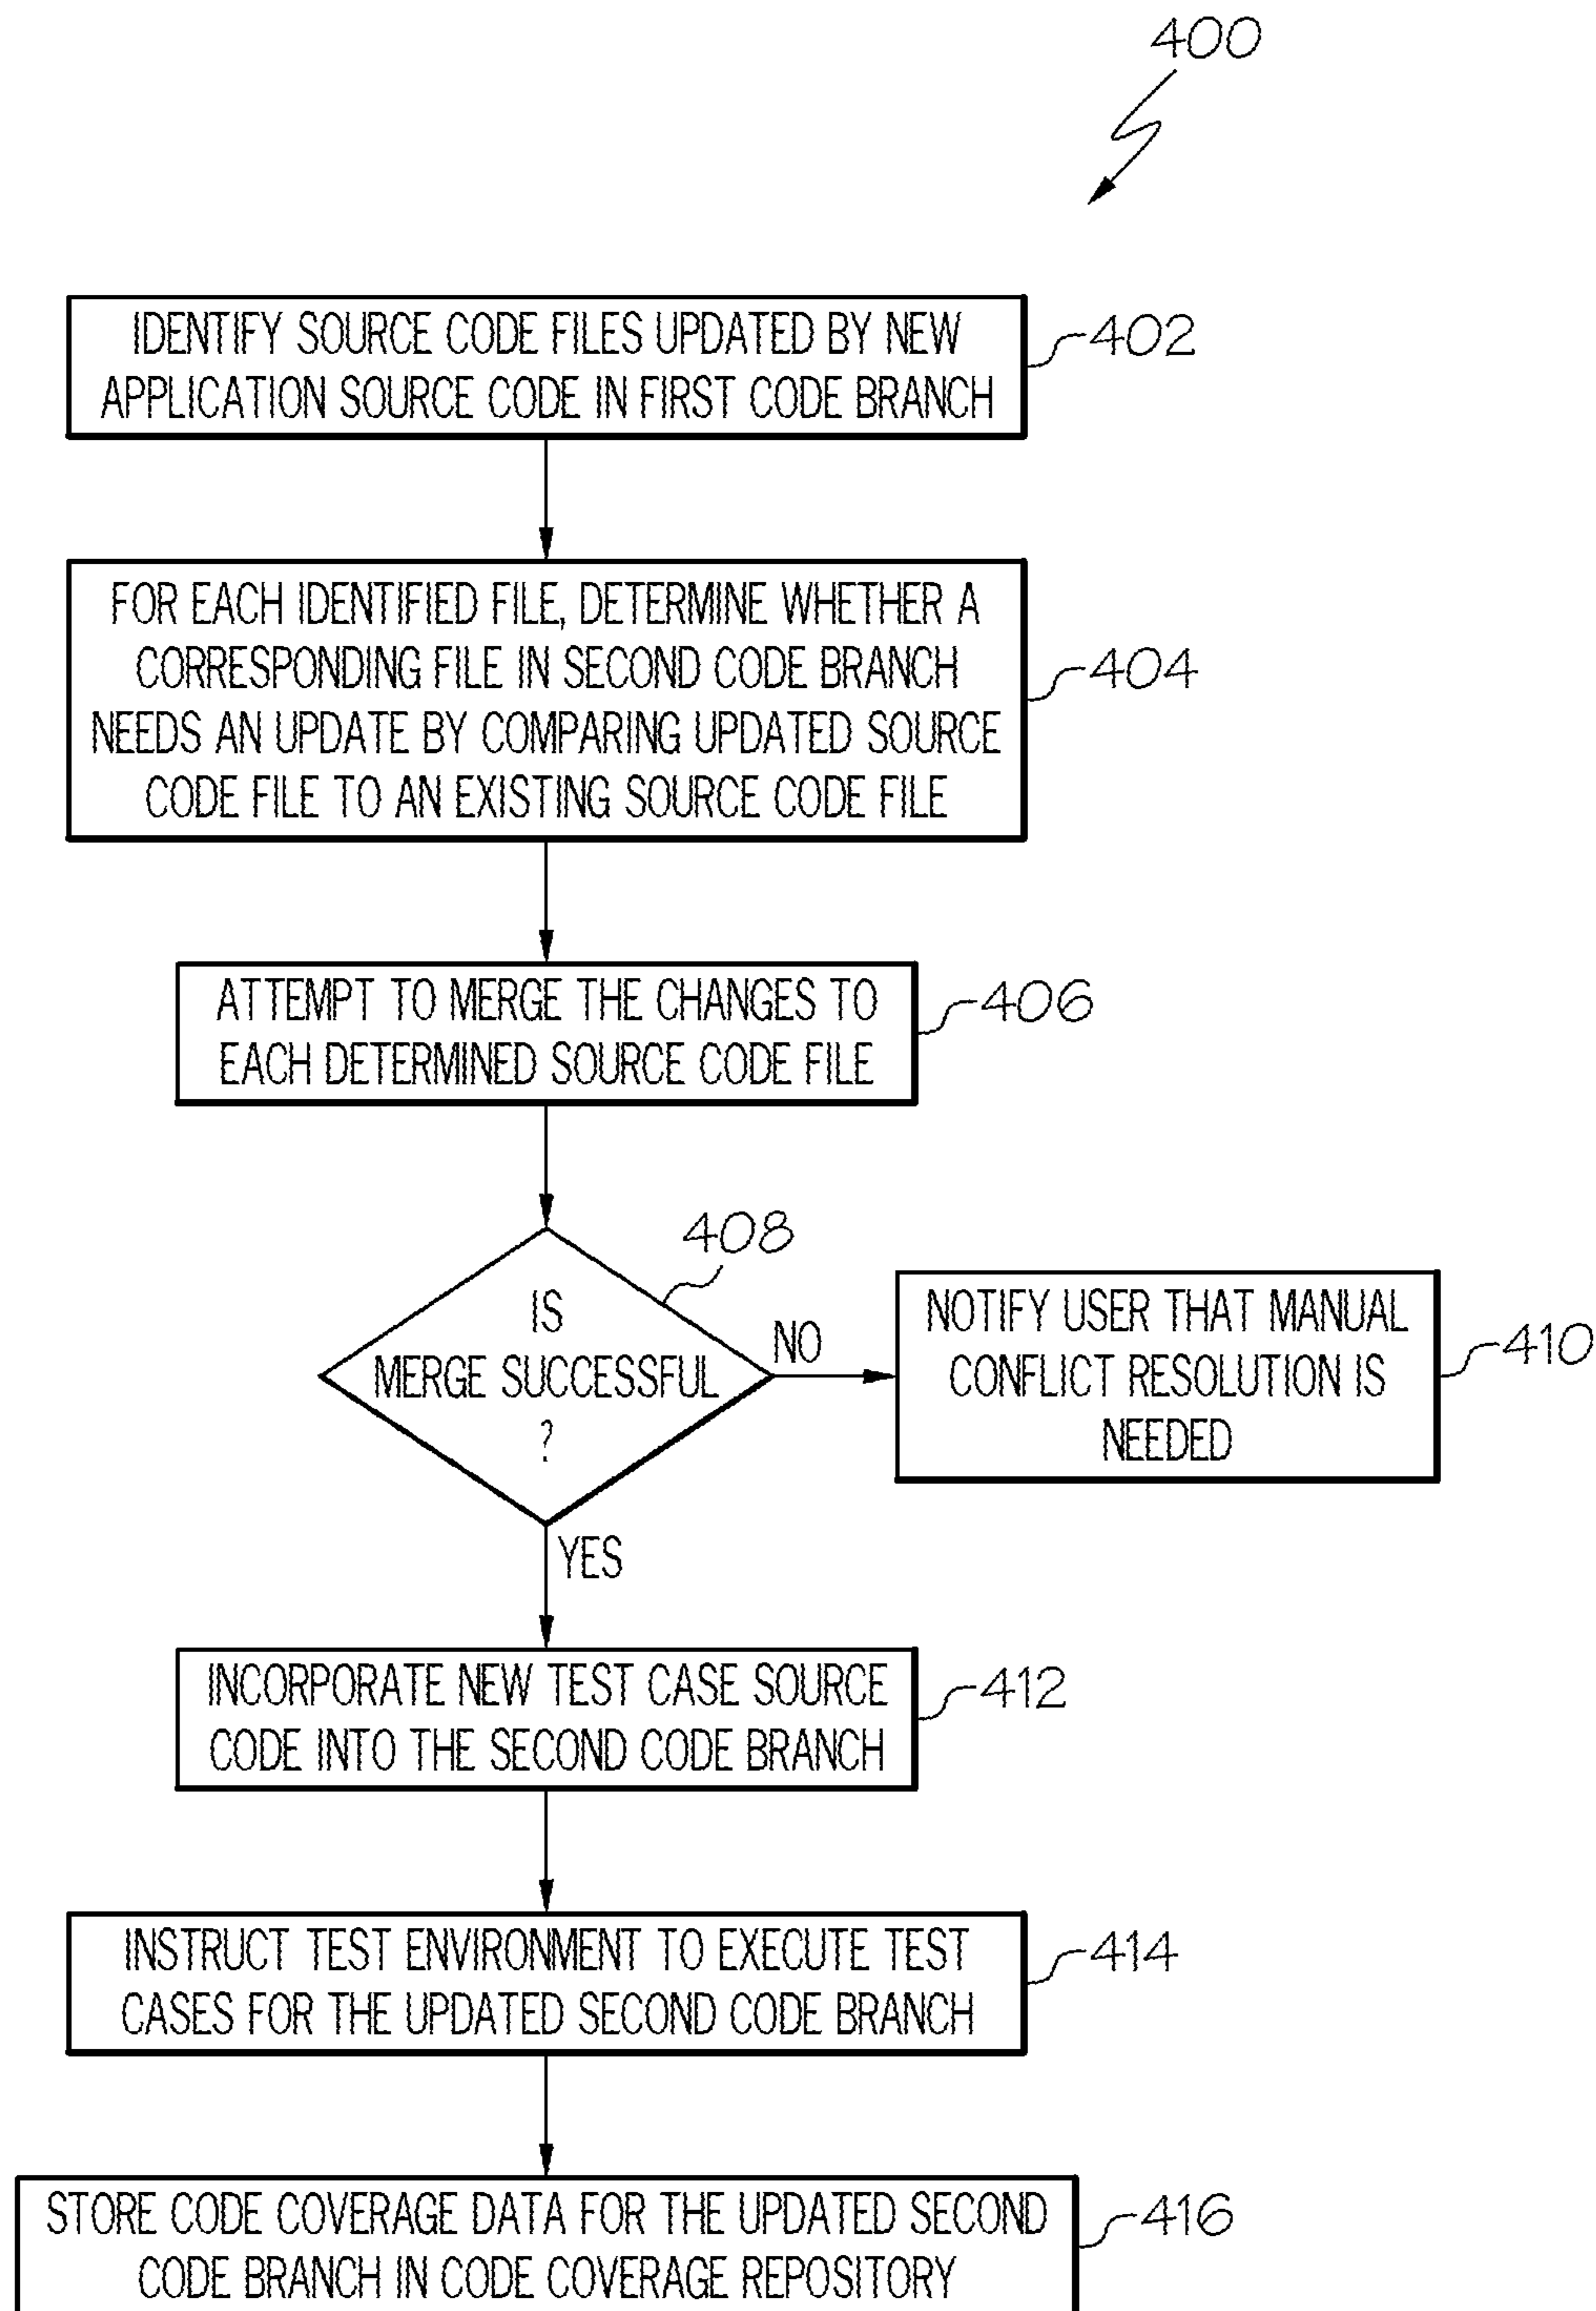 400
IDENTIFY SOURCE CODE FILES UPDATED BY NEW
APPLICATION SOURCE CODE IN FIRST CODE BRANCH
402
FOR EACH IDENTIFIED FILE, DETERMINE WHETHER A
CORRESPONDING FILE IN SECOND CODE BRANCH
NEEDS AN UPDATE BY COMPARING UPDATED SOURCE
CODE FILE TO AN EXISTING SOURCE CODE FILE
404
ATTEMPT TO MERGE THE CHANGES TO
EACH DETERMINED SOURCE CODE FILE
406
408
IS
MERGE SUCCESSFUL
?
NO
NOTIFY USER THAT MANUAL
CONFLICT RESOLUTION IS
NEEDED
410
YES
INCORPORATE NEW TEST CASE SOURCE
CODE INTO THE SECOND CODE BRANCH
412
INSTRUCT TEST ENVIRONMENT TO EXECUTE TEST
CASES FOR THE UPDATED SECOND CODE BRANCH
414
STORE CODE COVERAGE DATA FOR THE UPDATED SECOND
CODE BRANCH IN CODE COVERAGE REPOSITORY
416